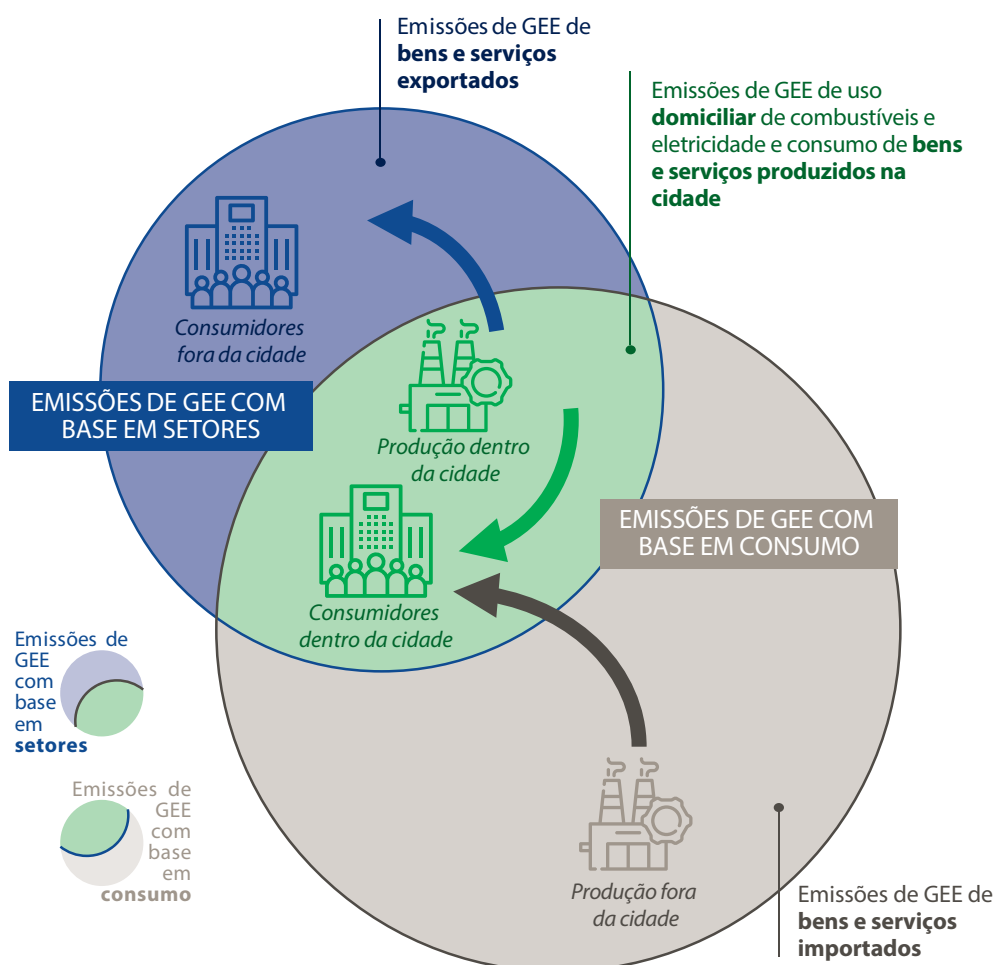 Emissões de GEE de
bens e serviços
exportados
Emissões de GEE de uso
domiciliar de combustíveis e
eletricidade e consumo de bens
e serviços produzidos na
cidade
Consumidores
fora da cidade
EMISSÕES DE GEE COM
BASE EM SETORES
Produção dentro
da cidade
EMISSÕES DE GEE COM
BASE EM CONSUMO
Consumidores
dentro da cidade
Emissões de
GEE
com
base
em
setores
Emissões de
GEE
com
base
em
consumo
Produção fora
da cidade
Emissões de GEE de
bens e serviços
importados